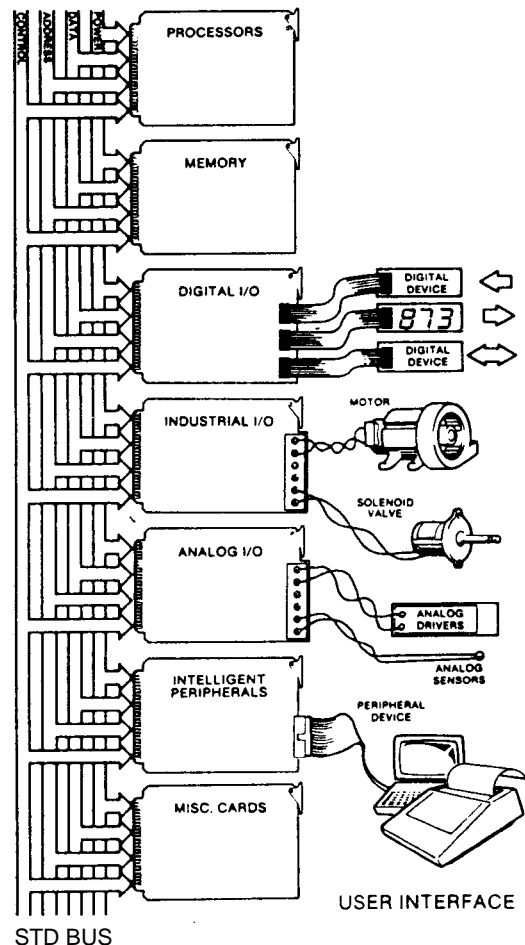 CONTROL
ADDRESS
DATA
POWER
PROCESSORS
MEMORY
DIGITAL I/O
DIGITAL
DEVICE
873
DIGITAL
DEVICE
INDUSTRIAL I/O
MOTOR
SOLENOID
VALVE
ANALOG I/O
ANALOG
DRIVERS
ANALOG
SENSORS
INTELLIGENT
PERIPHERALS
PERIPHERAL
DEVICE
MISC. CARDS
USER INTERFACE
STD BUS